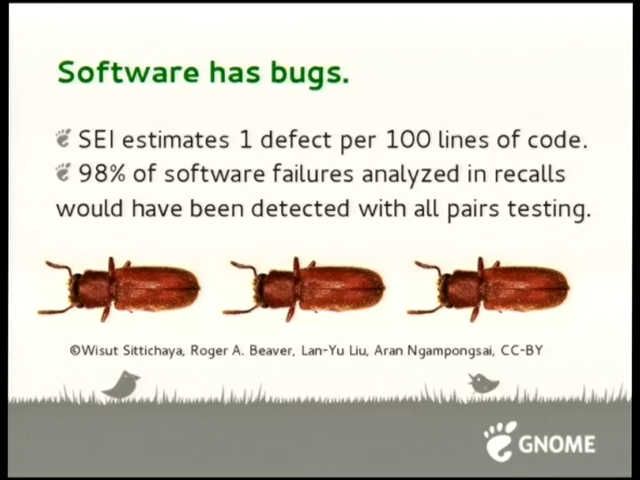 Software has bugs.
SEI estimates 1 defect per 100 lines of code.
98% of software failures analyzed in recalls
would have been detected with all pairs testing.
©Wisut Sittichaya, Roger A. Beaver, Lan-Yu Liu, Aran Ngampongsai, CC-BY
GNOME